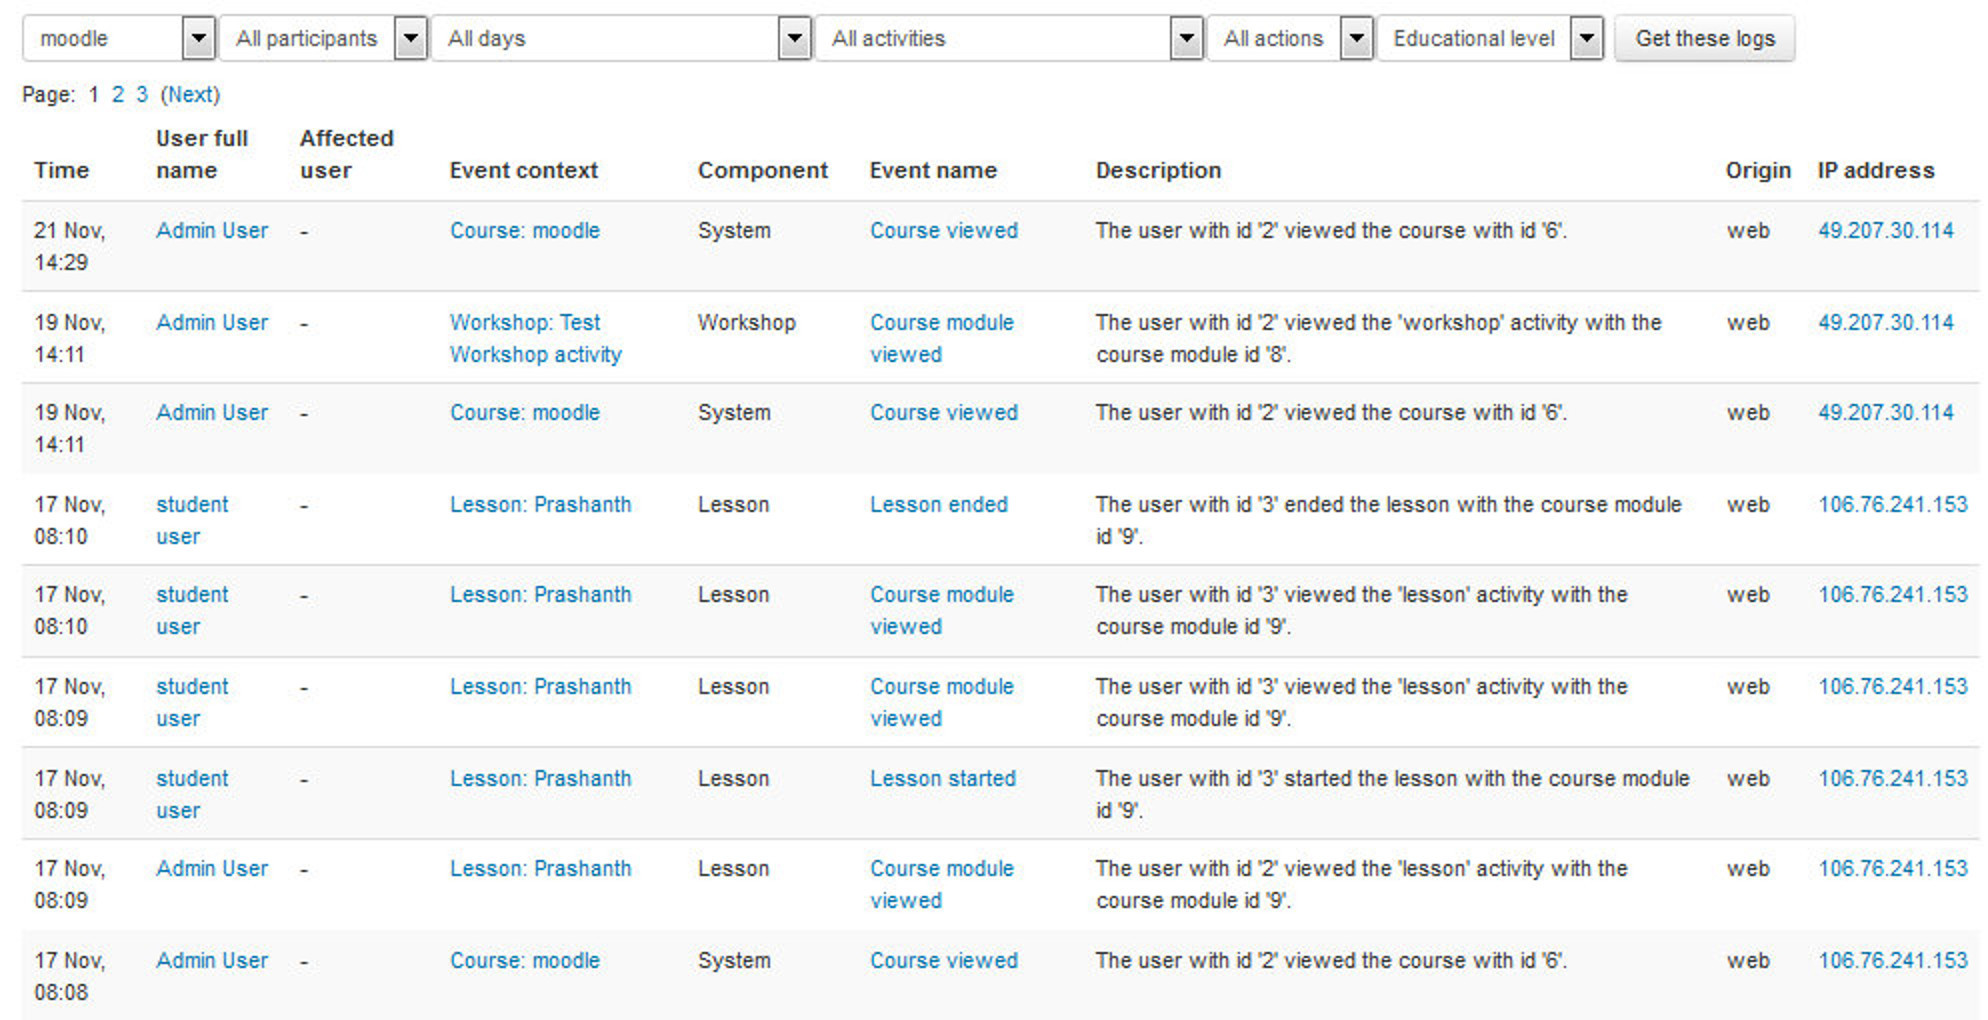 moodle All participants All days All activities All actions Educational level Get these logs
Page: 1 2 3 (Next)
Time User full name Affected user Event context Component Event name Description Origin IP address
21 Nov, 14:29 Admin User - Course: moodle System Course viewed The user with id '2' viewed the course with id '6'. web 49.207.30.114
19 Nov, 14:11 Admin User - Workshop: Test Workshop activity Workshop Course module viewed The user with id '2' viewed the 'workshop' activity with the course module id '8'. web 49.207.30.114
19 Nov, 14:11 Admin User - Course: moodle System Course viewed The user with id '2' viewed the course with id '6'. web 49.207.30.114
17 Nov, 08:10 student user - Lesson: Prashanth Lesson Lesson ended The user with id '3' ended the lesson with the course module id '9'. web 106.76.241.153
17 Nov, 08:10 student user - Lesson: Prashanth Lesson Course module viewed The user with id '3' viewed the 'lesson' activity with the course module id '9'. web 106.76.241.153
17 Nov, 08:09 student user - Lesson: Prashanth Lesson Course module viewed The user with id '3' viewed the 'lesson' activity with the course module id '9'. web 106.76.241.153
17 Nov, 08:09 student user - Lesson: Prashanth Lesson Lesson started The user with id '3' started the lesson with the course module id '9'. web 106.76.241.153
17 Nov, 08:09 Admin User - Lesson: Prashanth Lesson Course module viewed The user with id '2' viewed the 'lesson' activity with the course module id '9'. web 106.76.241.153
17 Nov, 08:08 Admin User - Course: moodle System Course viewed The user with id '2' viewed the course with id '6'. web 106.76.241.153